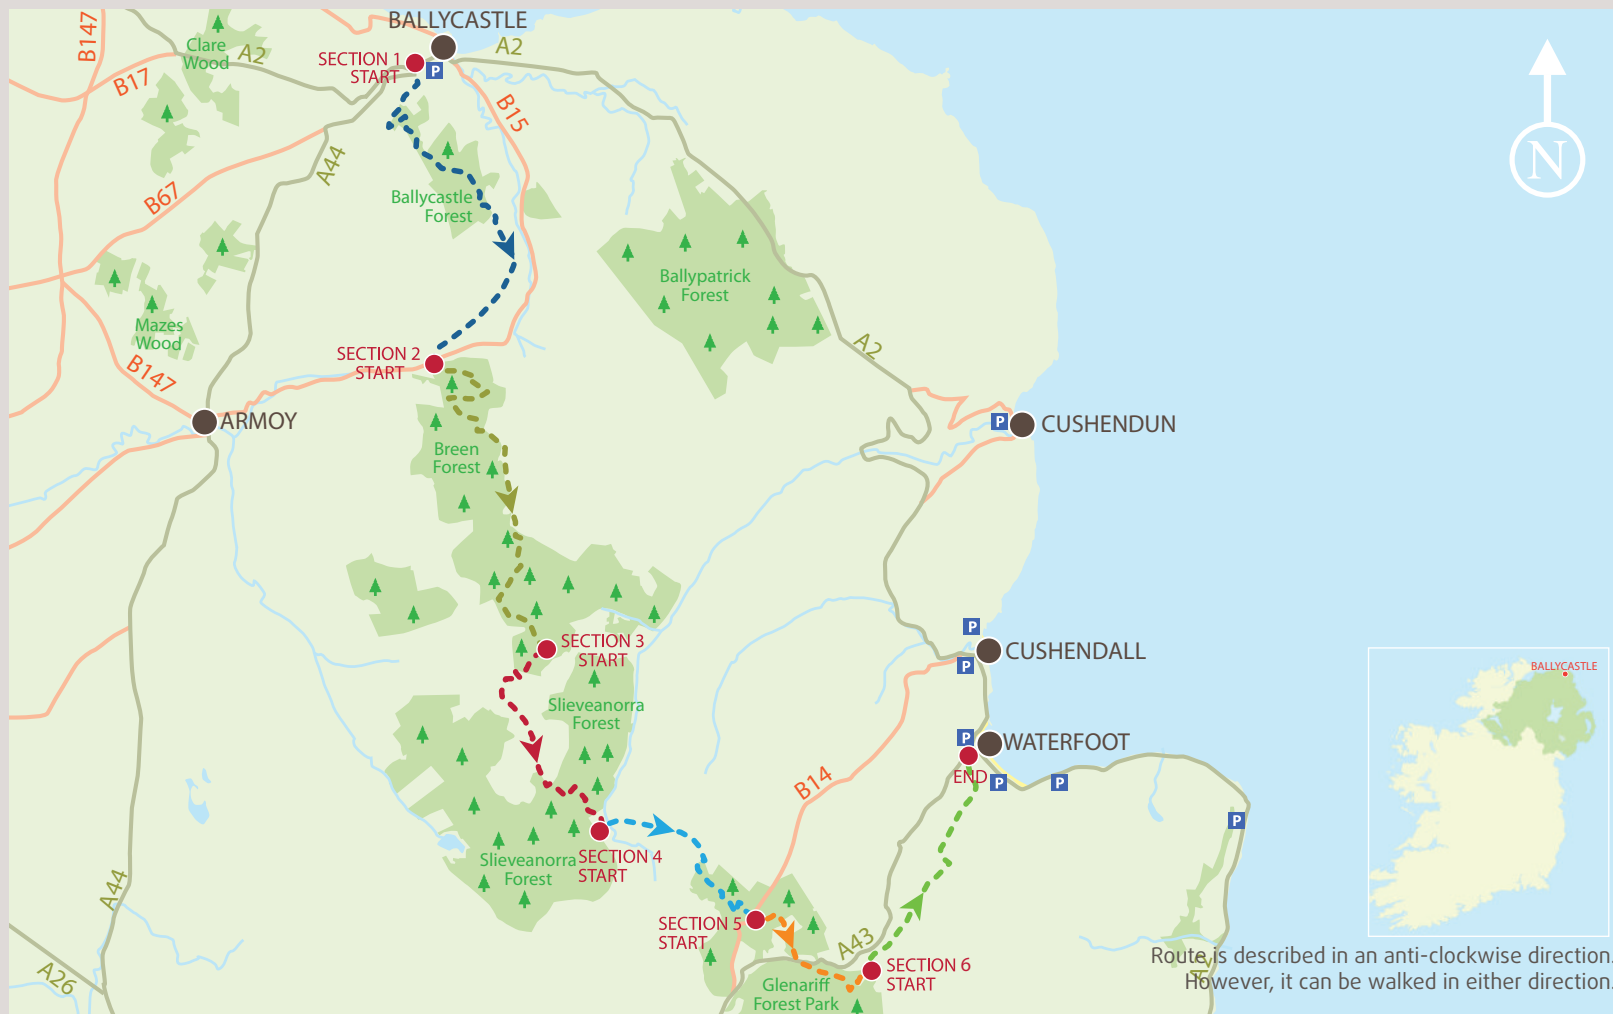 BALLYCASTLE
B147
Clare
Wood
A2
A2
SECTION 1
START
P
B17
B15
A44
B67
Ballycastle
Forest
N
Ballypatrick
Forest
Mazes
Wood
A2
SECTION 2
START
B147
ARMOY
P
CUSHENDUN
Breen
Forest
P
SECTION 3
START
CUSHENDALL
P
BALLYCASTLE
Slieveanorra
Forest
P
WATERFOOT
END
P
P
B14
P
Slieveanorra
Forest
SECTION 4
START
A44
SECTION 5
START
A43
A26
SECTION 6
START
Glenariff
Forest Park
A2
Route is described in an anti-clockwise direction.
However, it can be walked in either direction.